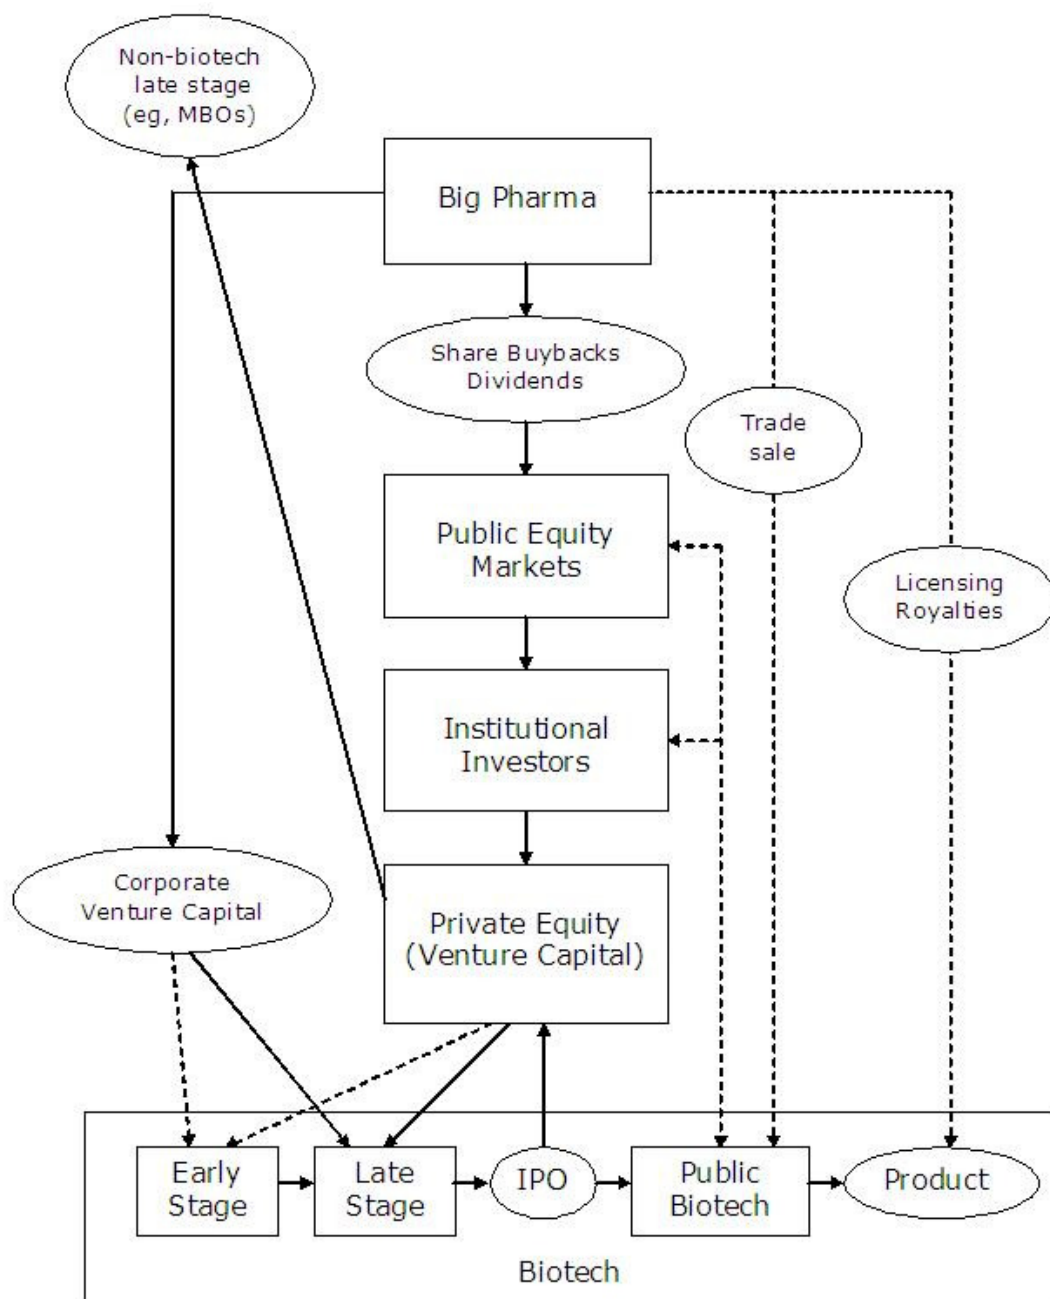 Non-biotech
late stage
(eg, MBOs)
Big Pharma
Share Buybacks
Dividends
Trade
sale
Public Equity
Markets
Licensing
Royalties
Institutional
Investors
Corporate
Venture Capital
Private Equity
(Venture Capital)
Early
Stage
Late
Stage
IPO
Public
Biotech
Product
Biotech